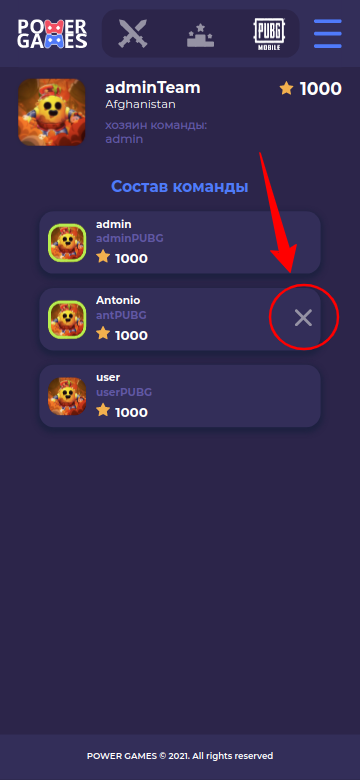 POWER
GAMES
PUBG
MOBILE
adminTeam
1000
Afghanistan
хозяин команды:
admin
Состав команды
admin
adminPUBG
1000
Antonio
antPUBG
1000
user
userPUBG
1000
POWER GAMES © 2021. All rights reserved